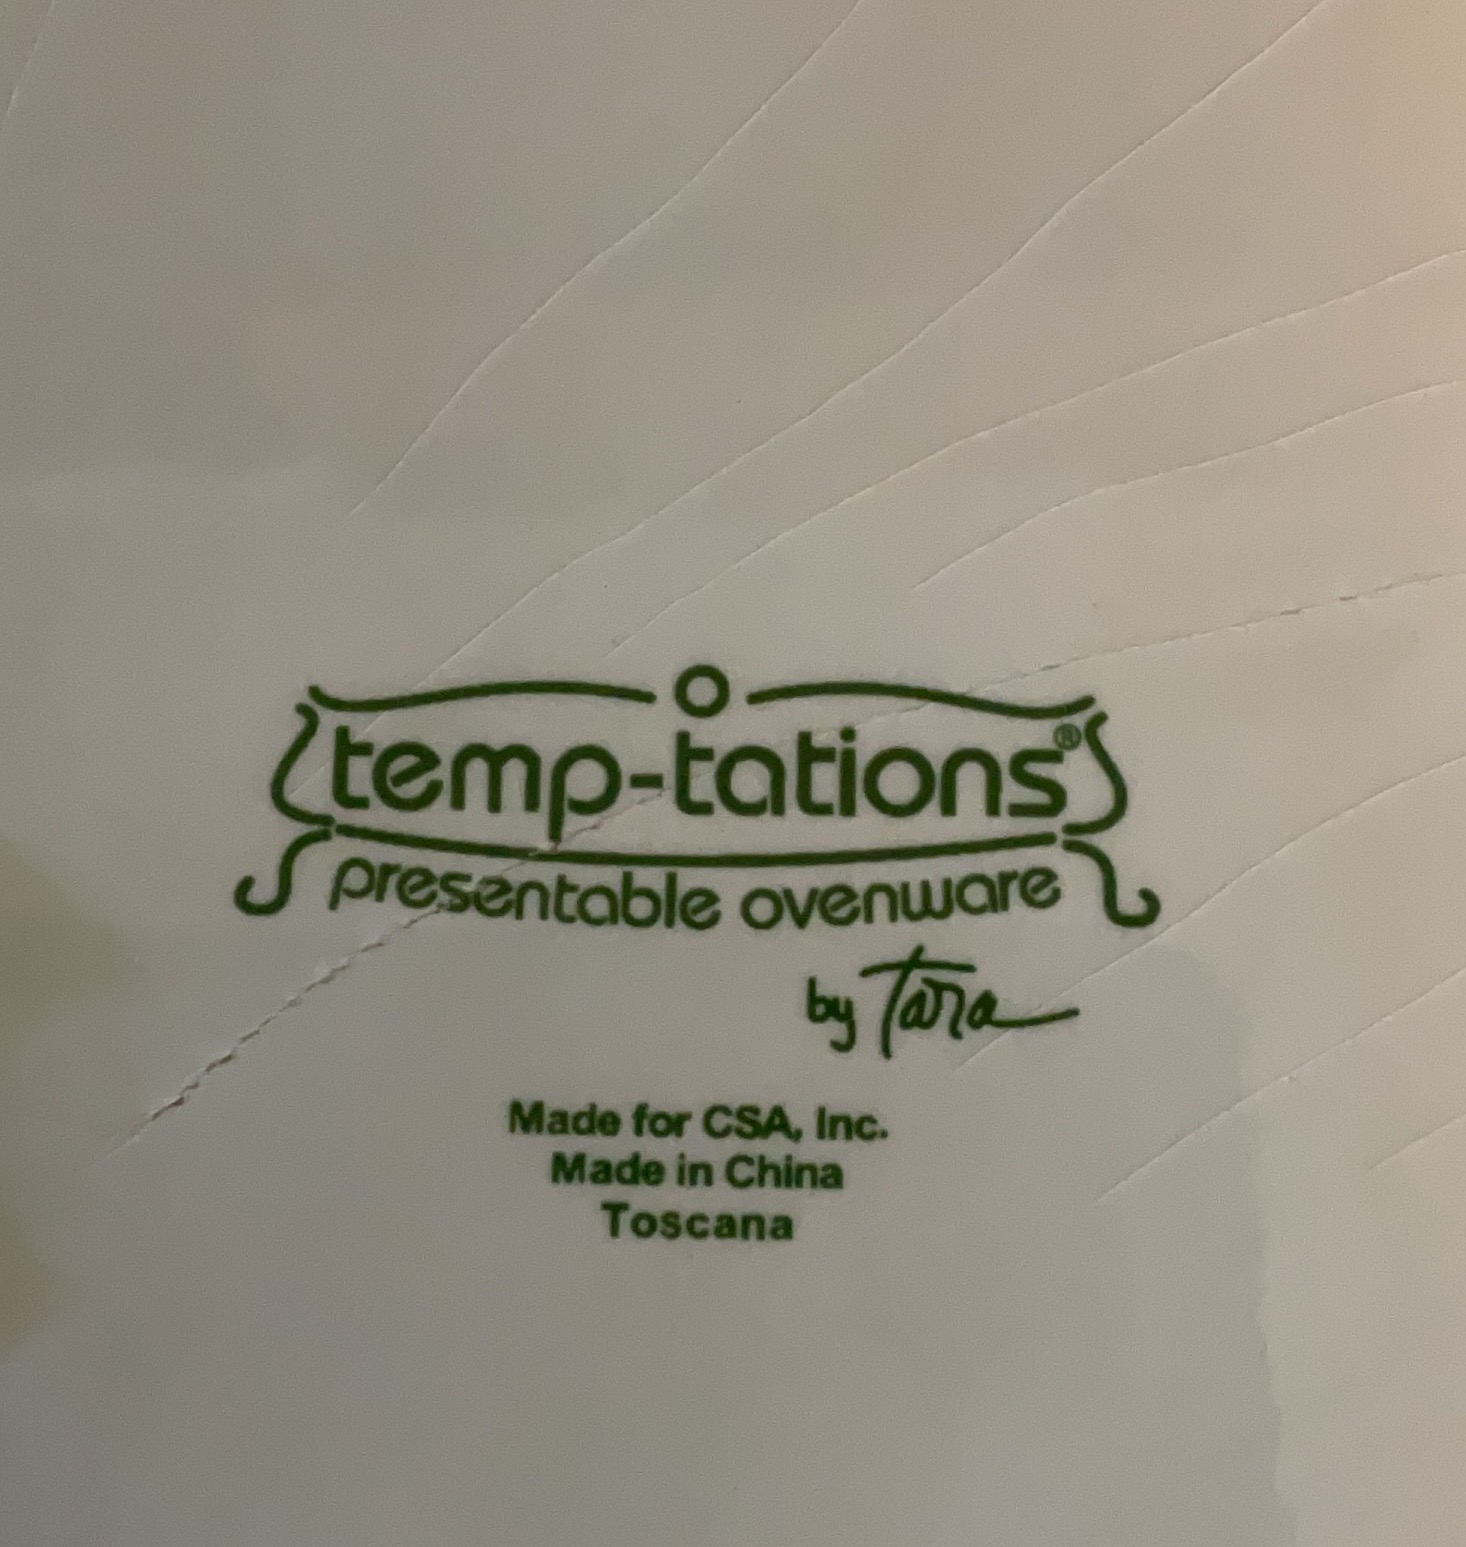 temp-tations®
presentable ovenware
by Tara
Made for CSA, Inc.
Made in China
Toscana